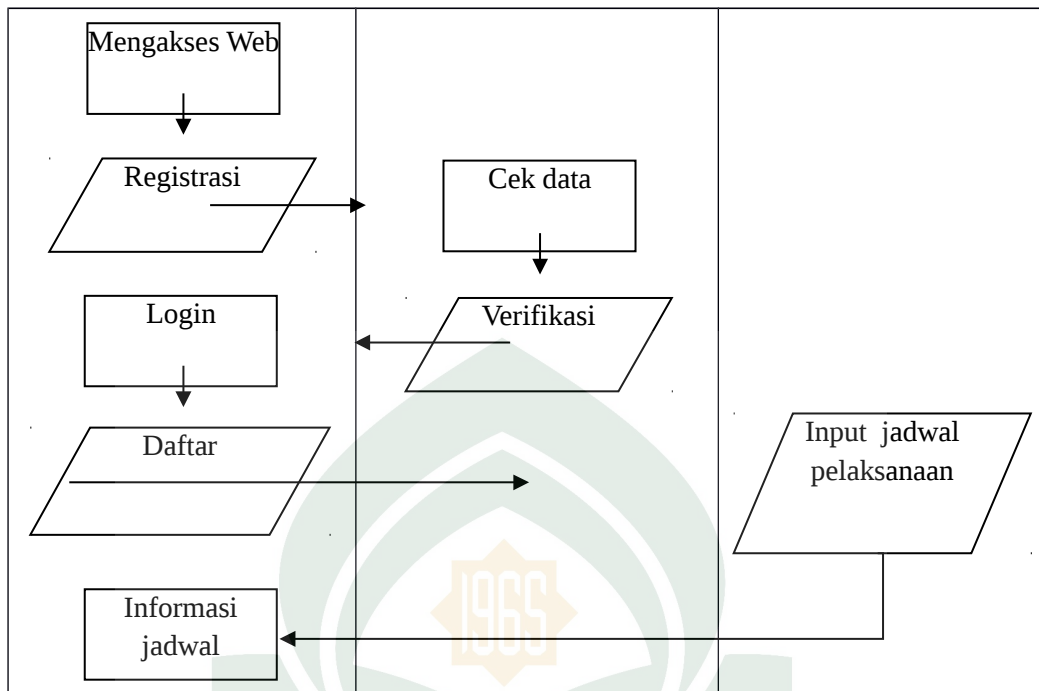 Mengakses Web
Registrasi
Cek data
Login
Verifikasi
Daftar
Input jadwal
pelaksanaan
1965
Informasi
jadwal